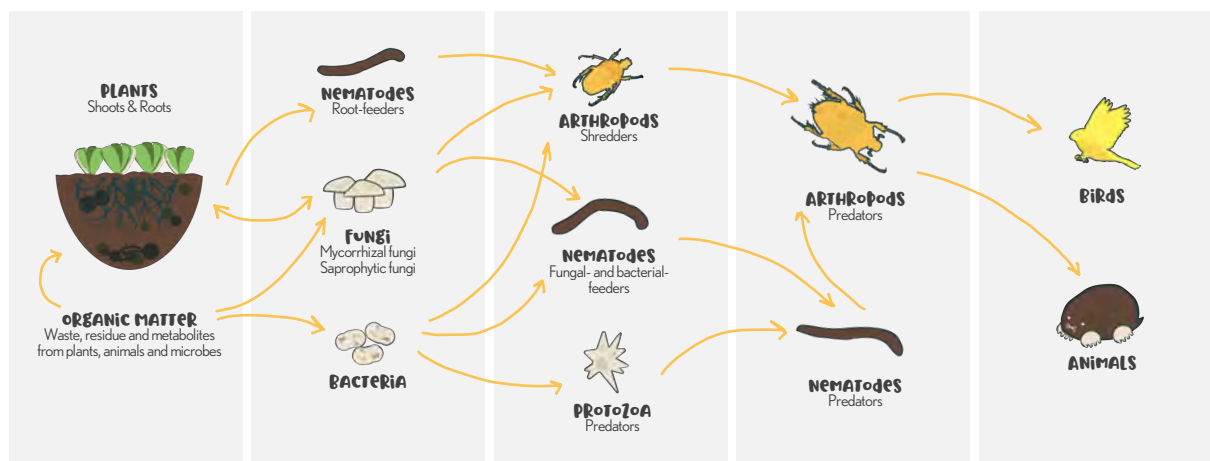 PLANTS
Shoots & Roots
ORGANIC MATTER
Waste, residue and metabolites
from plants, animals and microbes
NEMATODES
Root-feeders
FUNGI
Mycorrhizal fungi
Saprophytic fungi
BACTERIA
ARTHROPODS
Shredders
NEMATODES
Fungal- and bacterial-
feeders
PROTOZOA
Predators
ARTHROPODS
Predators
NEMATODES
Predators
BIRDS
ANIMALS